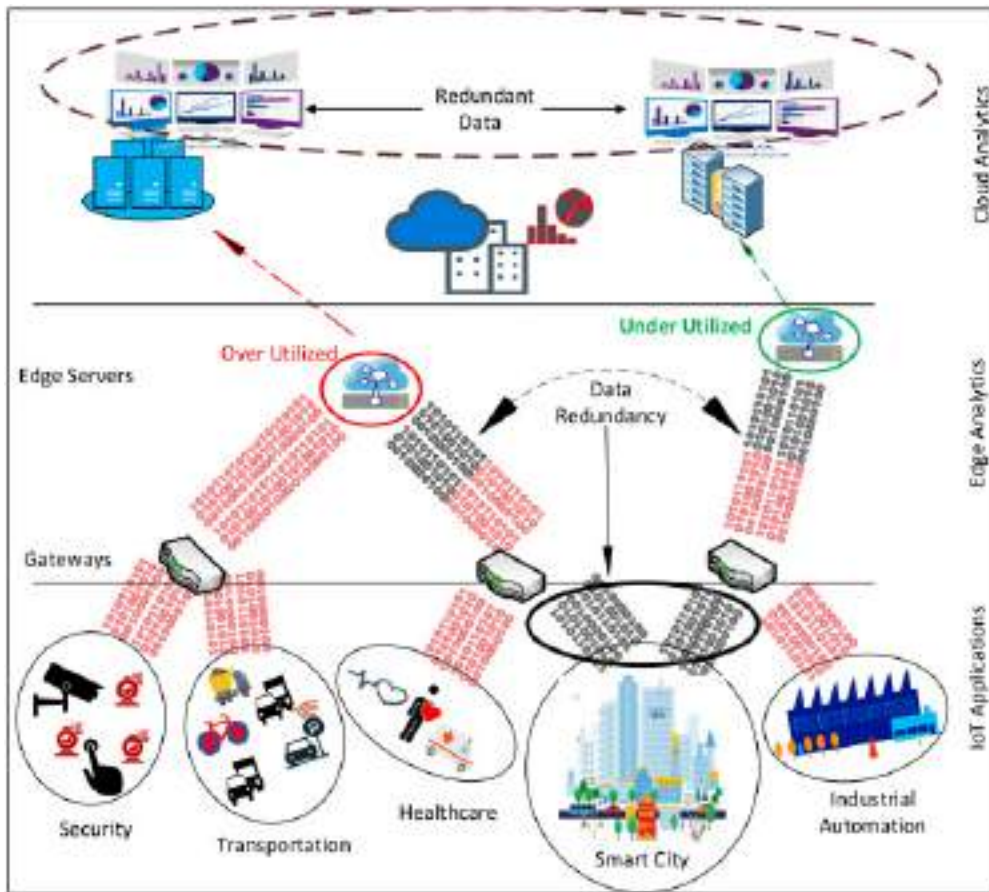 Redundant
Data
Cloud Analytics
Under Utilized
Over Utilized
Edge Servers
Data
Redundancy
Edge Analytics
Gateways
IoT Applications
Security
Transportation
Healthcare
Smart City
Industrial
Automation